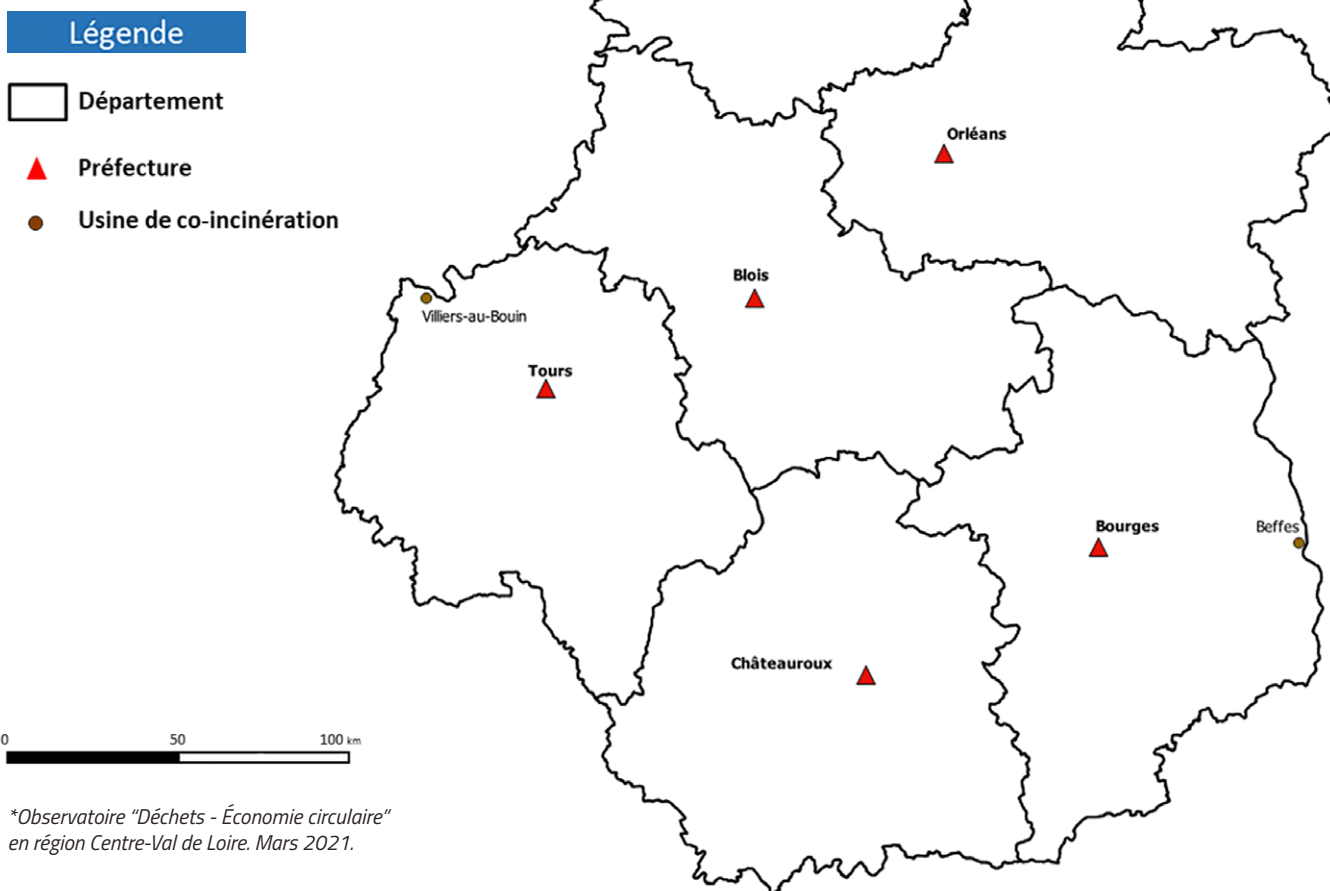 Légende
Département
Préfecture
Usine de co-incinération
Orléans
Blois
Villiers-au-Bouin
Tours
Bourges
Beffes
Châteauroux
0 50 100 km
*Observatoire “Déchets - Économie circulaire”
en région Centre-Val de Loire. Mars 2021.